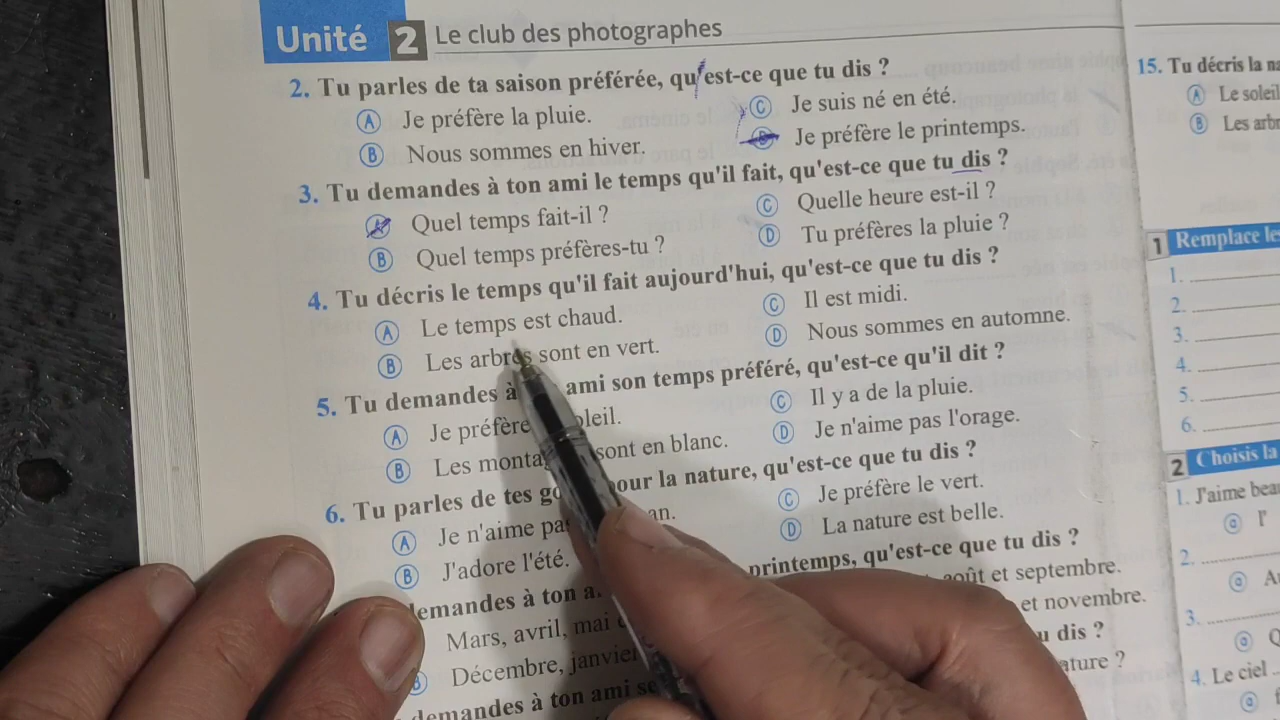 Unité 2 Le club des photographes
2. Tu parles de ta saison préférée, qu'est-ce que tu dis ?
A Je préfère la pluie.
B Nous sommes en hiver.
C Je suis né en été.
D Je préfère le printemps.
3. Tu demandes à ton ami le temps qu'il fait, qu'est-ce que tu dis ?
A Quel temps fait-il ?
B Quel temps préfères-tu ?
C Quelle heure est-il ?
D Tu préfères la pluie ?
4. Tu décris le temps qu'il fait aujourd'hui, qu'est-ce que tu dis ?
A Le temps est chaud.
B Les arbres sont en vert.
C Il est midi.
D Nous sommes en automne.
5. Tu demandes à ami son temps préféré, qu'est-ce qu'il dit ?
A Je préfère
B Les sont en blanc.
C Il y a de la pluie.
D Je n'aime pas l'orage.
6. Tu parles de tes pour la nature, qu'est-ce que tu dis ?
A Je n'aime
B J'adore l'été.
C Je préfère le vert.
D La nature est belle.
printemps, qu'est-ce que tu dis ?
demandes à ton
Mars, avril, mai
B Décembre, janvier
août et septembre.
et novembre.
dis ?
demandes à ton ami
15. Tu décris la
A Le soleil
B Les
1 Remplace
1.
2.
3.
4.
5.
6.
2 Choisis la
1. J'aime
a l'
2.
a
3.
a
4. Le ciel
a